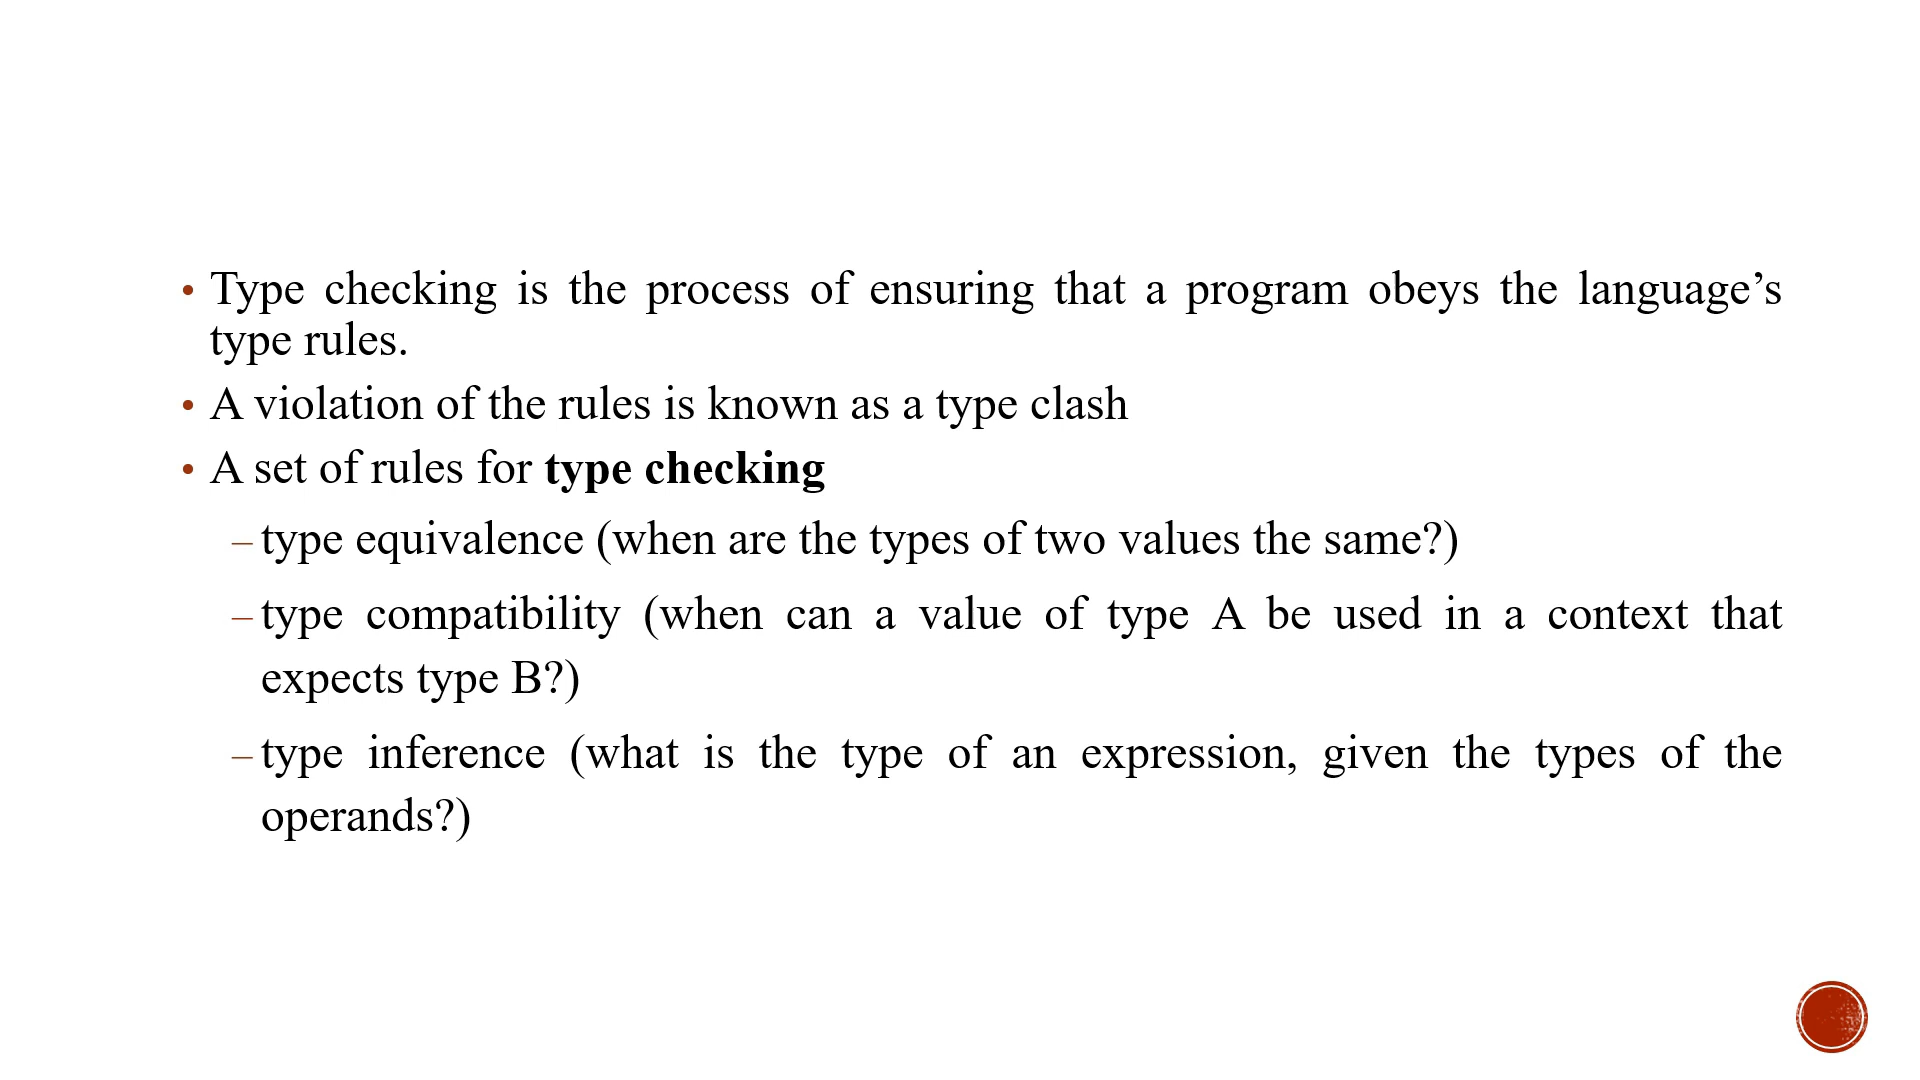 • Type checking is the process of ensuring that a program obeys the language’s
type rules.
• A violation of the rules is known as a type clash
• A set of rules for type checking
– type equivalence (when are the types of two values the same?)
– type compatibility (when can a value of type A be used in a context that
expects type B?)
– type inference (what is the type of an expression, given the types of the
operands?)